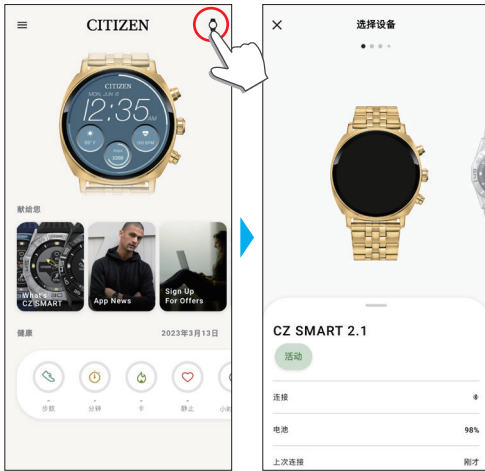 CITIZEN
CITIZEN
MON, JUN 6
12:35
AM
What's
CZ SMART
App News
Sign Up
For Offers
献给您
健康
2023年3月13日
-
-
-
-
步数
分钟
卡
静止
选择设备
CZ SMART 2.1
活动
连接
电池
98%
上次连接
刚才